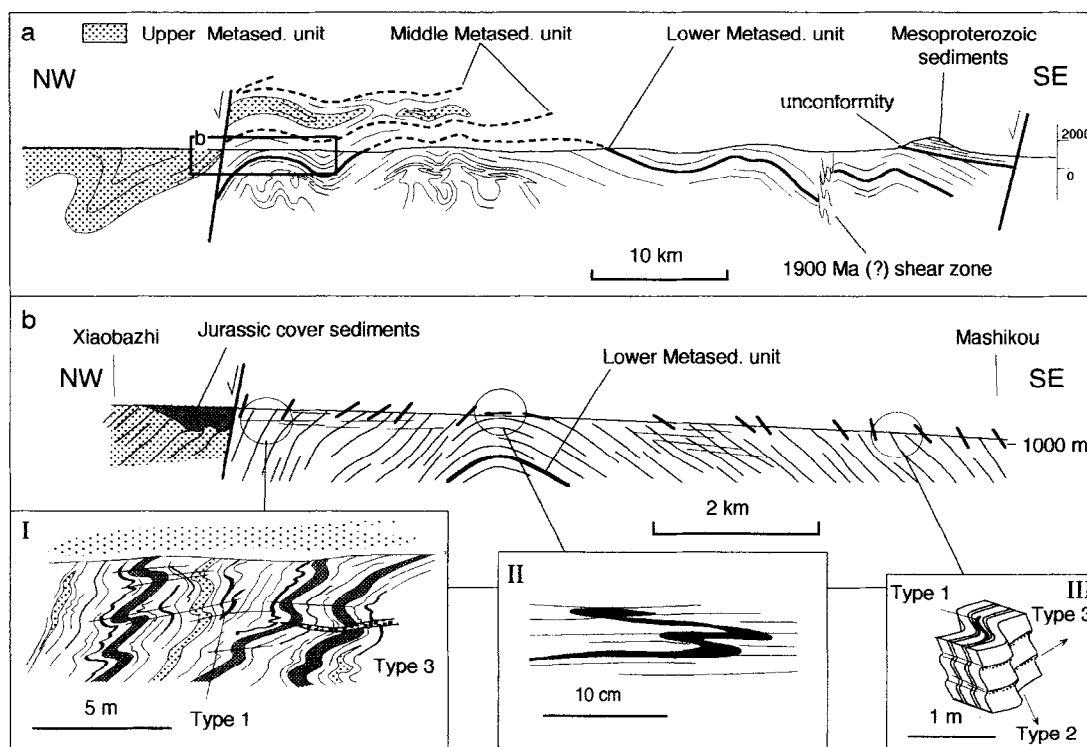 a
Upper Metased. unit
Middle Metased. unit
Lower Metased. unit
Mesoproterozoic
sediments
NW
SE
unconformity
b
2000
0
10 km
1900 Ma (?) shear zone
b
Xiaobazhi
Jurassic cover sediments
Mashikou
NW
Lower Metased. unit
SE
1000 m
2 km
I
II
III
Type 1
Type 3
Type 3
5 m
Type 1
10 cm
1 m
Type 2